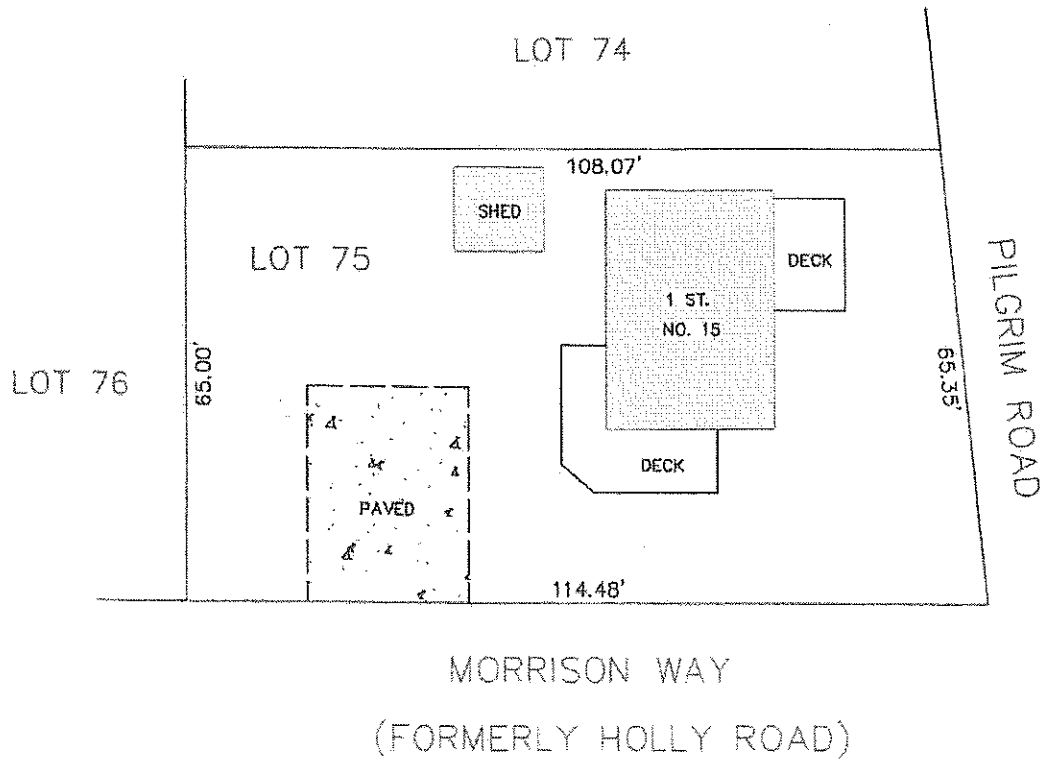 LOT 74
108.07'
SHED
LOT 75
DECK
1 ST.
NO. 15
PILGRIM ROAD
LOT 76
65.00'
65.35'
DECK
PAVED
114.48'
MORRISON WAY
(FORMERLY HOLLY ROAD)